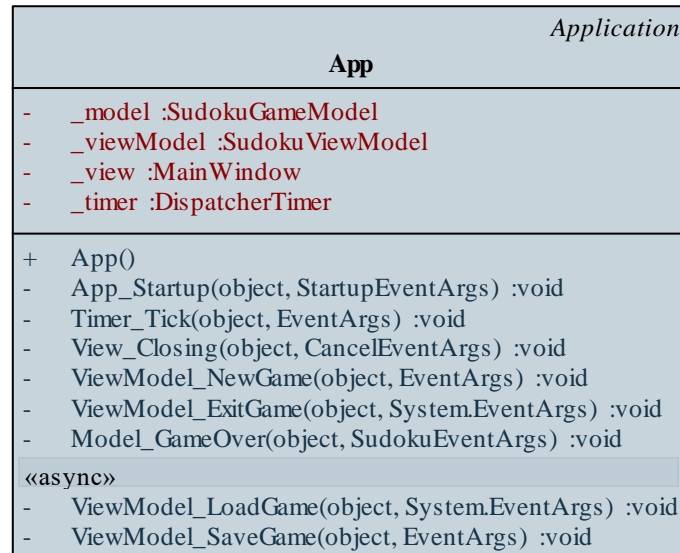 Application
App
- _model :SudokuGameModel
- _viewModel :SudokuViewModel
- _view :MainWindow
- _timer :DispatcherTimer
+ App()
- App_Startup(object, StartupEventArgs) :void
- Timer_Tick(object, EventArgs) :void
- View_Closing(object, CancelEventArgs) :void
- ViewModel_NewGame(object, EventArgs) :void
- ViewModel_ExitGame(object, System.EventArgs) :void
- Model_GameOver(object, SudokuEventArgs) :void
«async»
- ViewModel_LoadGame(object, System.EventArgs) :void
- ViewModel_SaveGame(object, EventArgs) :void